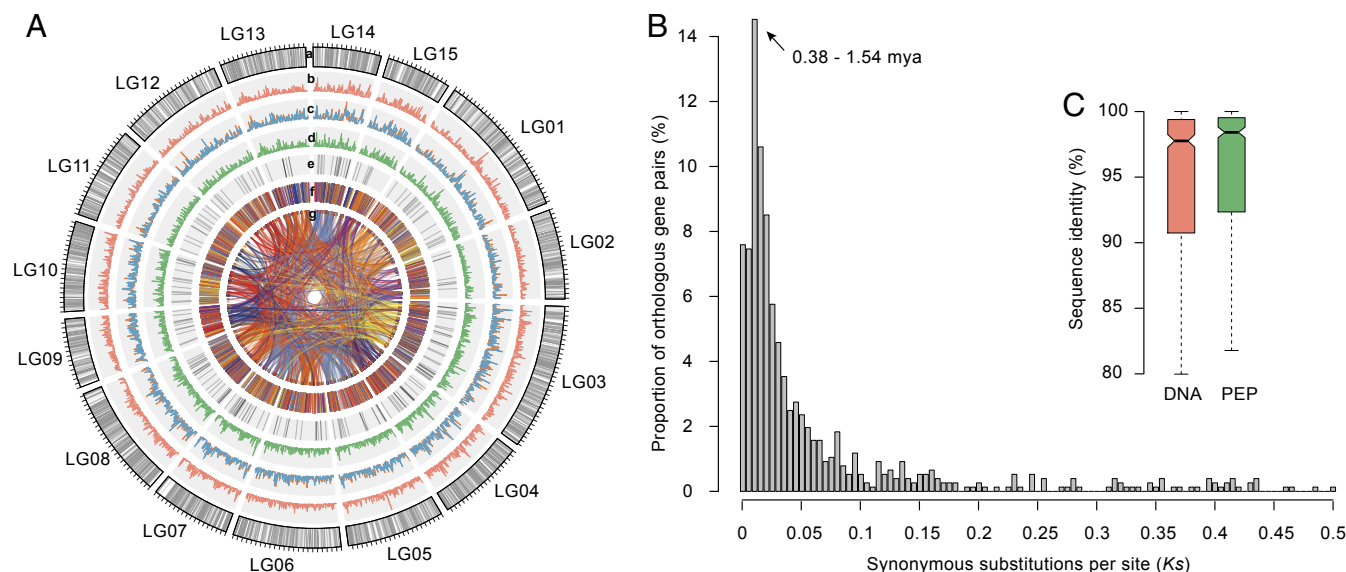 A
LG13
LG14
LG15
LG01
LG02
LG03
LG04
LG05
LG06
LG07
LG08
LG09
LG10
LG11
LG12
a
b
c
d
e
f
g
B
Proportion of orthologous gene pairs (%)
14
12
10
8
6
4
2
0
0.38 - 1.54 mya
0 0.05 0.1 0.15 0.2 0.25 0.3 0.35 0.4 0.45 0.5
Synonymous substitutions per site (Ks)
C
Sequence identity (%)
100
95
90
85
80
DNA PEP